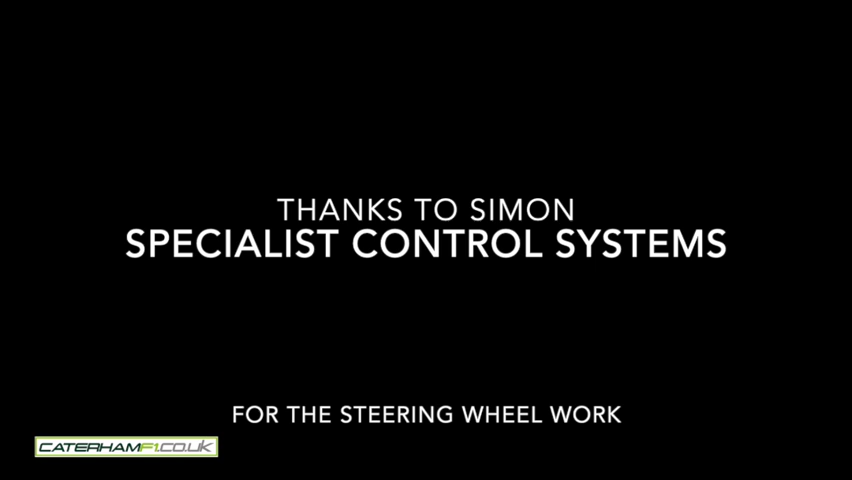 THANKS TO SIMON
SPECIALIST CONTROL SYSTEMS
FOR THE STEERING WHEEL WORK
CATERHAMF1.CO.UK